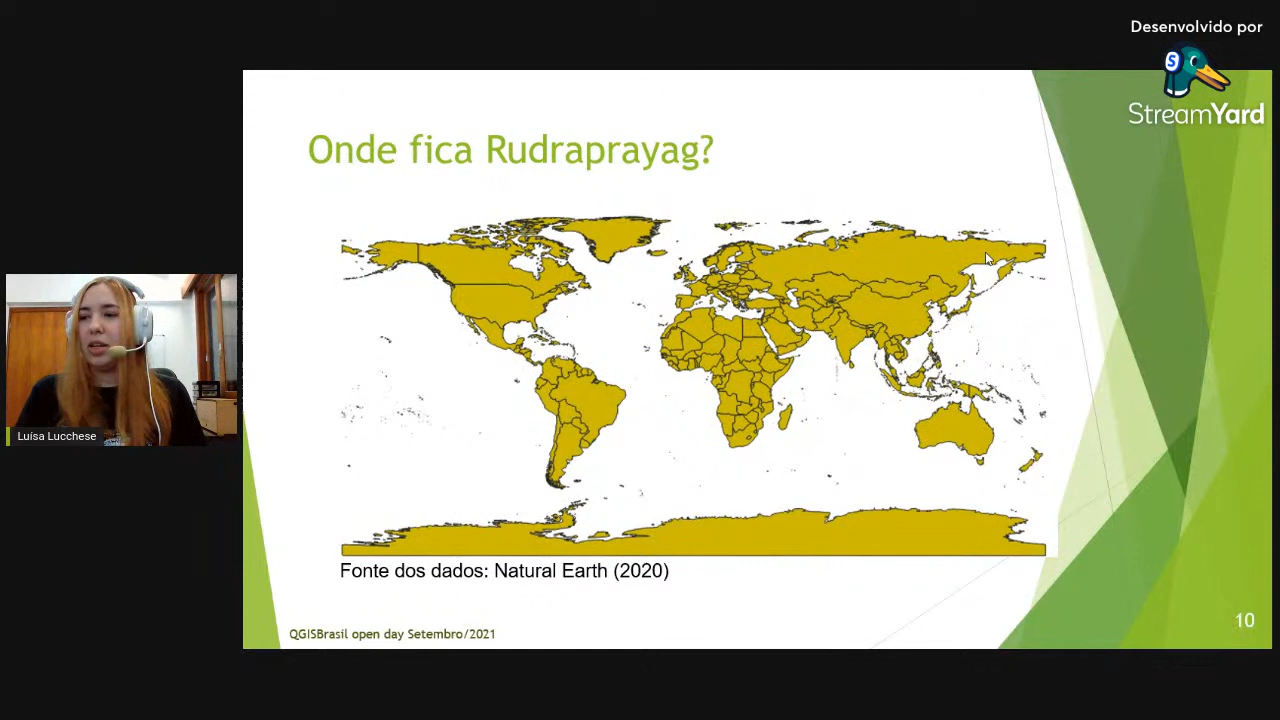 Desenvolvido por
StreamYard
Onde fica Rudraprayag?
Luísa Lucchese
Fonte dos dados: Natural Earth (2020)
QGISBrasil open day Setembro/2021
10